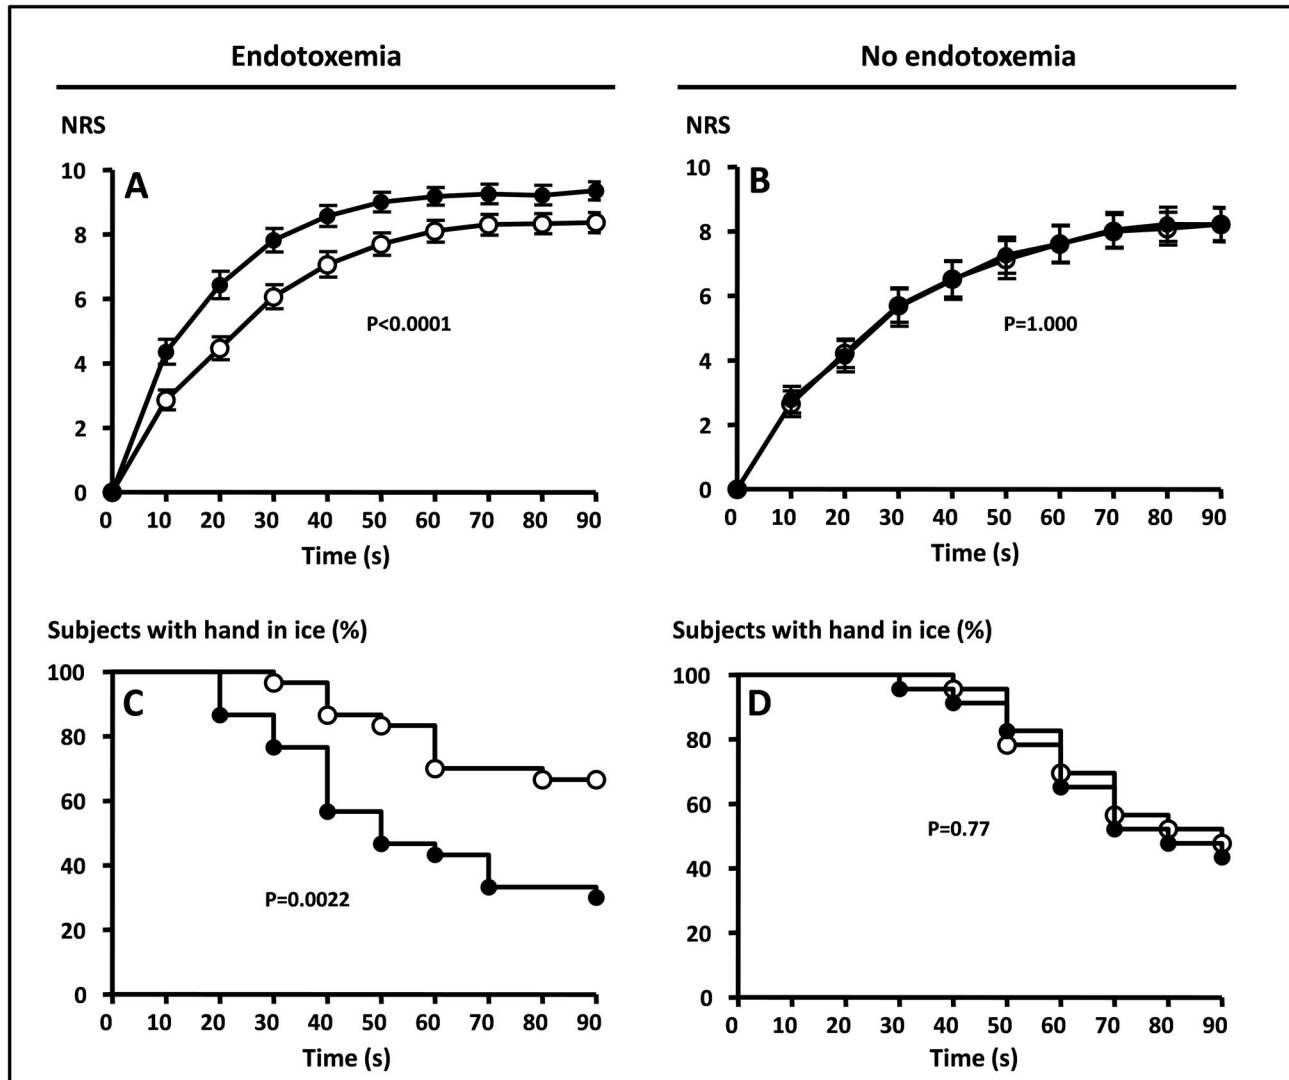 Endotoxemia
No endotoxemia
NRS
A
10
8
6
4
2
0
P<0.0001
0 10 20 30 40 50 60 70 80 90
Time (s)
NRS
B
10
8
6
4
2
0
P=1.000
0 10 20 30 40 50 60 70 80 90
Time (s)
Subjects with hand in ice (%)
C
100
80
60
40
20
0
P=0.0022
0 10 20 30 40 50 60 70 80 90
Time (s)
Subjects with hand in ice (%)
D
100
80
60
40
20
0
P=0.77
0 10 20 30 40 50 60 70 80 90
Time (s)